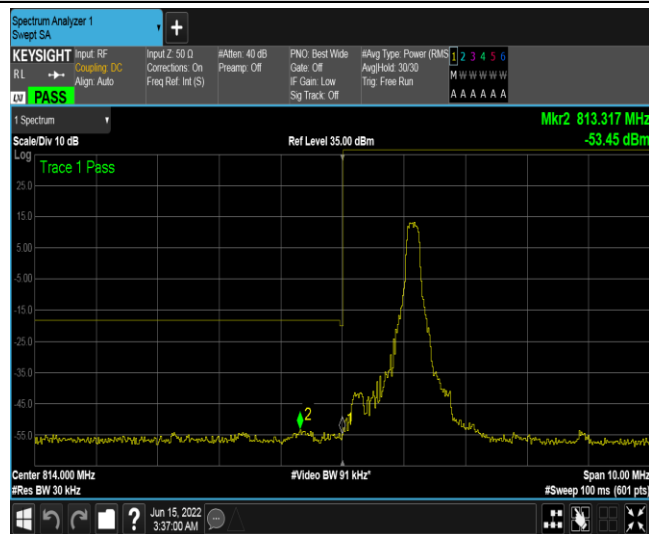 Spectrum Analyzer 1
Swept SA
+
KEYSIGHT Input: RF Input Z: 50 Ω #Atten: 40 dB PNO: Best Wide #Avg Type: Power (RMS 1 2 3 4 5 6
RL Coupling: DC Corrections: On Preamp: Off Gate: Off Avg|Hold: 30/30 M W W W W W
Align: Auto Freq Ref: Int (S) IF Gain: Low Trig: Free Run
Sig Track: Off A A A A A A
LXI PASS
1 Spectrum Mkr2 813.317 MHz
Scale/Div 10 dB Ref Level 35.00 dBm -53.45 dBm
Log
Trace 1 Pass
25.0
15.0
5.00
-5.00
-15.0
-25.0
-35.0
-45.0
2
-55.0
Center 814.000 MHz #Video BW 91 kHz* Span 10.00 MHz
#Res BW 30 kHz #Sweep 100 ms (601 pts)
? Jun 15, 2022
3:37:00 AM